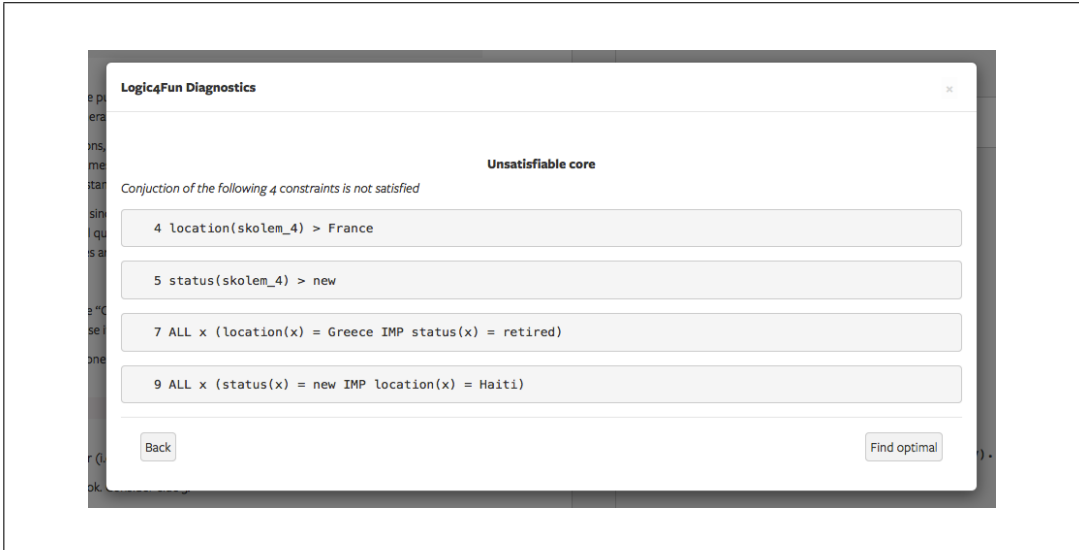 Logic4Fun Diagnostics
×
Unsatisfiable core
Conjuction of the following 4 constraints is not satisfied
4 location(skolem_4) > France
5 status(skolem_4) > new
7 ALL x (location(x) = Greece IMP status(x) = retired)
9 ALL x (status(x) = new IMP location(x) = Haiti)
Back
Find optimal